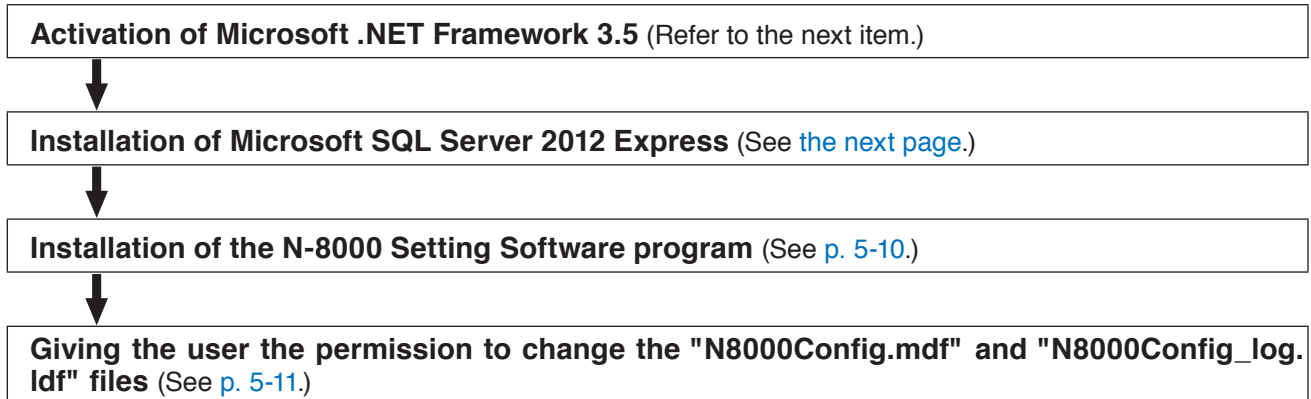 Activation of Microsoft .NET Framework 3.5 (Refer to the next item.)
Installation of Microsoft SQL Server 2012 Express (See the next page.)
Installation of the N-8000 Setting Software program (See p. 5-10.)
Giving the user the permission to change the "N8000Config.mdf" and "N8000Config_log.
ldf" files (See p. 5-11.)